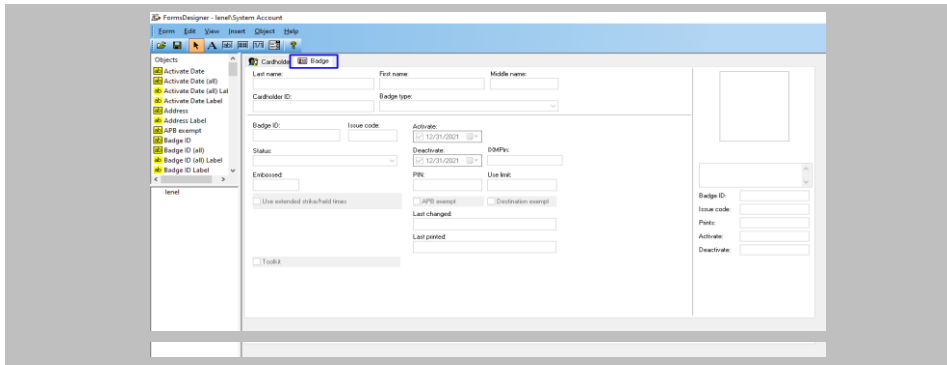 FormsDesigner - lenel\System Account
Form Edit View Insert Object Help
Objects
Activate Date
Activate Date (all)
Activate Date (all) Lal
Activate Date Label
Address
Address Label
APB exempt
Badge ID
Badge ID (all)
Badge ID (all) Label
Badge ID Label
lenel
Cardholder Badge
Last name: First name: Middle name:
Cardholder ID: Badge type:
Badge ID: Issue code: Activate:
12/31/2021
Status: Deactivate: IXMPin:
12/31/2021
Embossed: PIN: Use limit:
Use extended strike/held times APB exempt Destination exempt
Last changed:
Last printed:
Toolkit
Badge ID:
Issue code:
Prints:
Activate:
Deactivate: